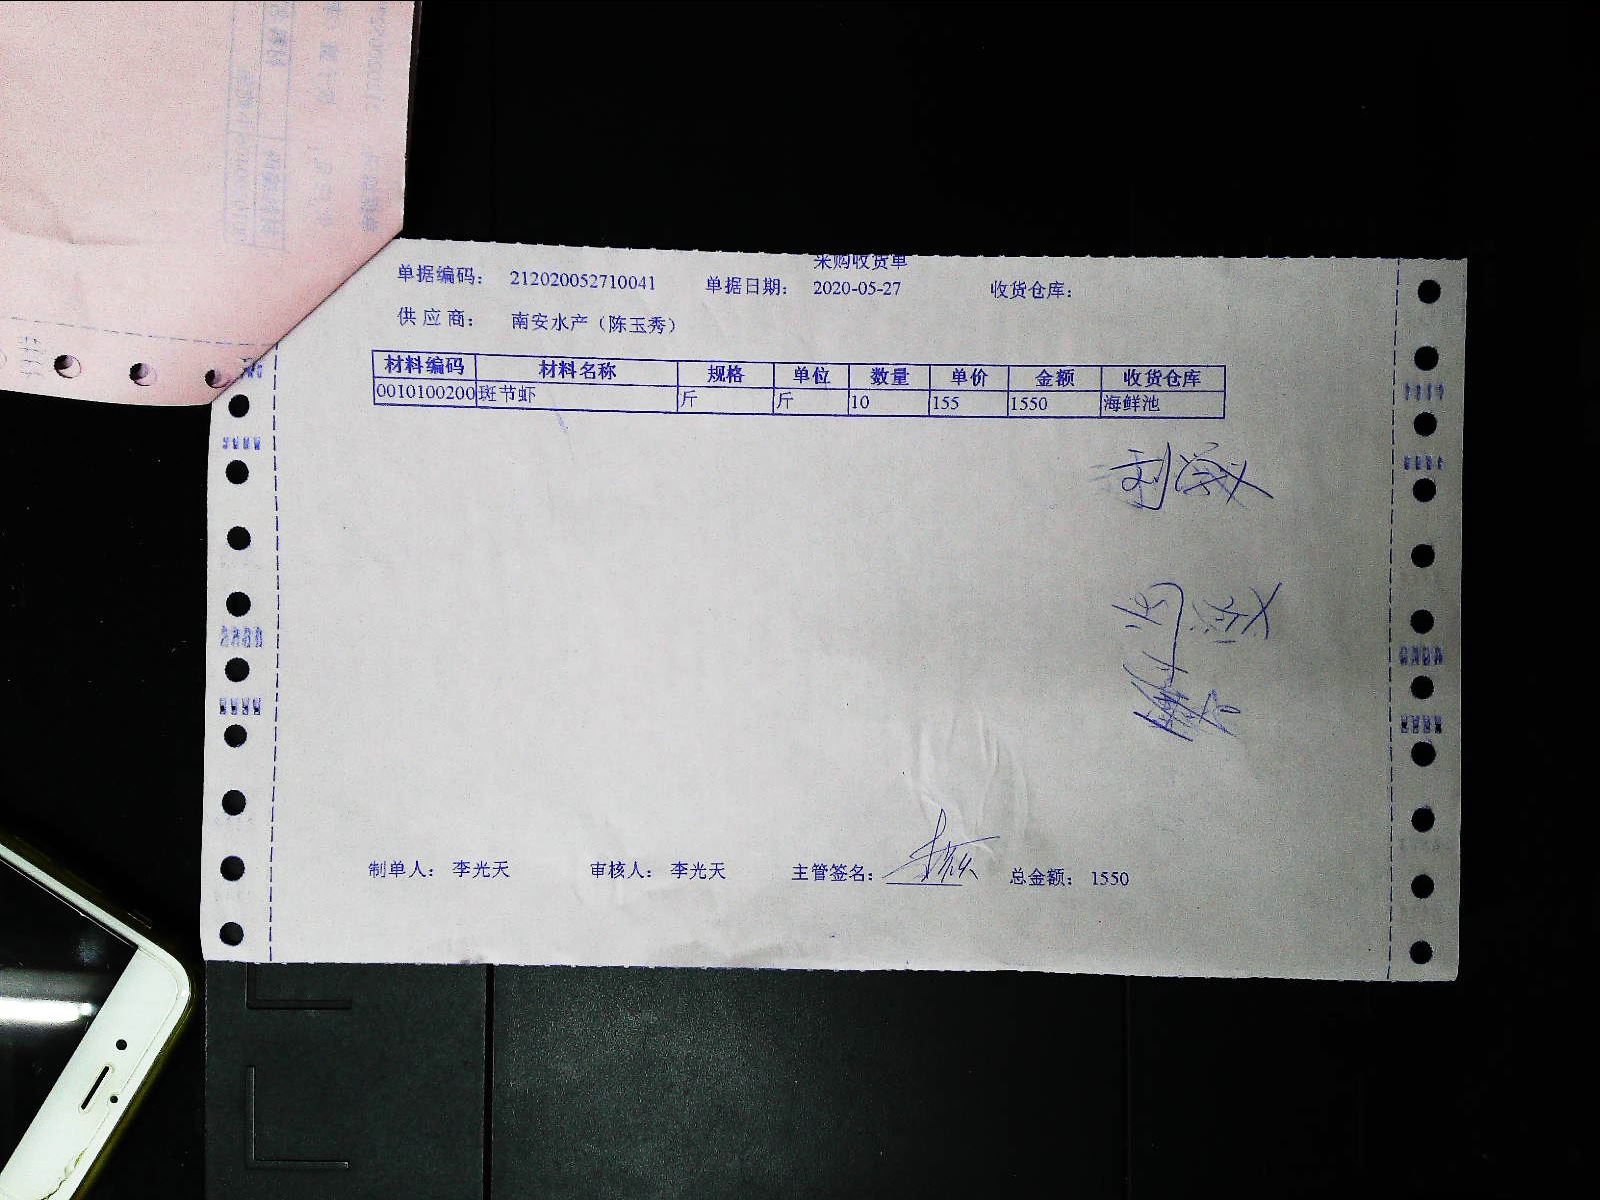 采购收货单
单据编码： 212020052710041 单据日期： 2020-05-27 收货仓库：
供应商： 南安水产（陈玉秀）
材料编码 材料名称 规格 单位 数量 单价 金额 收货仓库
0010100200 斑节虾 斤 斤 10 155 1550 海鲜池
制单人： 李光天 审核人： 李光天 主管签名： 总金额： 1550